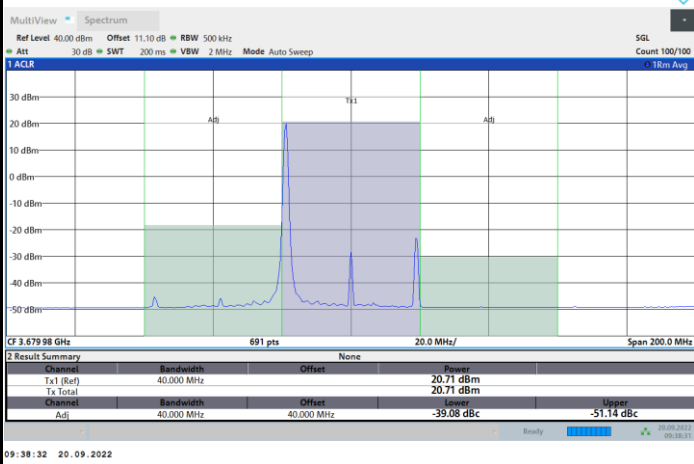 MultiView Spectrum
Ref Level 40.00 dBm Offset 11.10 dB RBW 500 kHz SGL
Att 30 dB SWT 200 ms VBW 2 MHz Mode Auto Sweep Count 100/100
1 ACLR 1Rm Avg
30 dBm
Tx1
20 dBm Adj Adj
10 dBm
0 dBm
-10 dBm
-20 dBm
-30 dBm
-40 dBm
-50 dBm
CF 3.679 98 GHz 691 pts 20.0 MHz/ Span 200.0 MHz
2 Result Summary None
Channel Bandwidth Offset Power
Tx1 (Ref) 40.000 MHz 20.71 dBm
Tx Total 20.71 dBm
Channel Bandwidth Offset Lower Upper
Adj 40.000 MHz 40.000 MHz -39.08 dBc -51.14 dBc
Ready 20.09.2022
09:38:31
09:38:32 20.09.2022